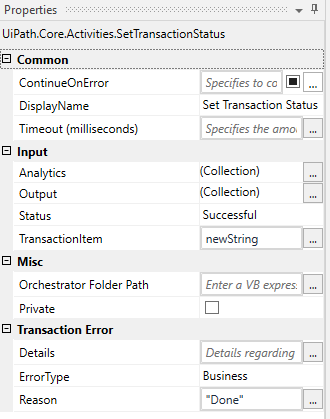 Properties
UiPath.Core.Activities.SetTransactionStatus
Common
ContinueOnError Specifies to co ...
DisplayName Set Transaction Status
Timeout (milliseconds) Specifies the amou ...
Input
Analytics (Collection) ...
Output (Collection) ...
Status Successful
TransactionItem newString ...
Misc
Orchestrator Folder Path Enter a VB express ...
Private
Transaction Error
Details Details regarding ...
ErrorType Business
Reason "Done" ...